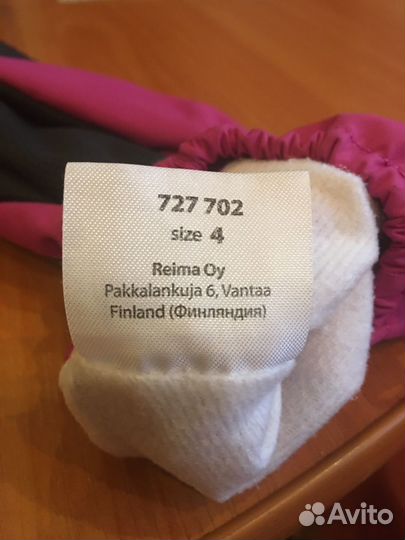 727 702
size 4
Reima Oy
Pakkalankuja 6, Vantaa
Finland (Финляндия)
Avito